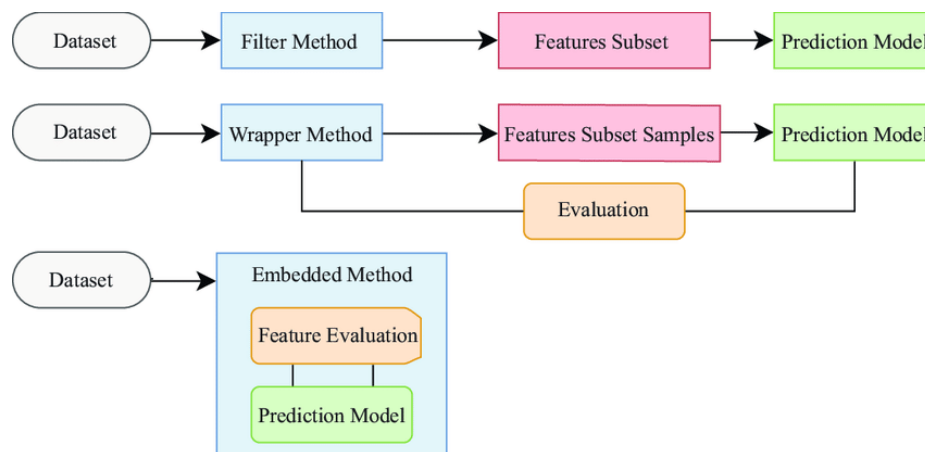 Dataset
Filter Method
Features Subset
Prediction Model
Dataset
Wrapper Method
Features Subset Samples
Prediction Model
Evaluation
Dataset
Embedded Method
Feature Evaluation
Prediction Model